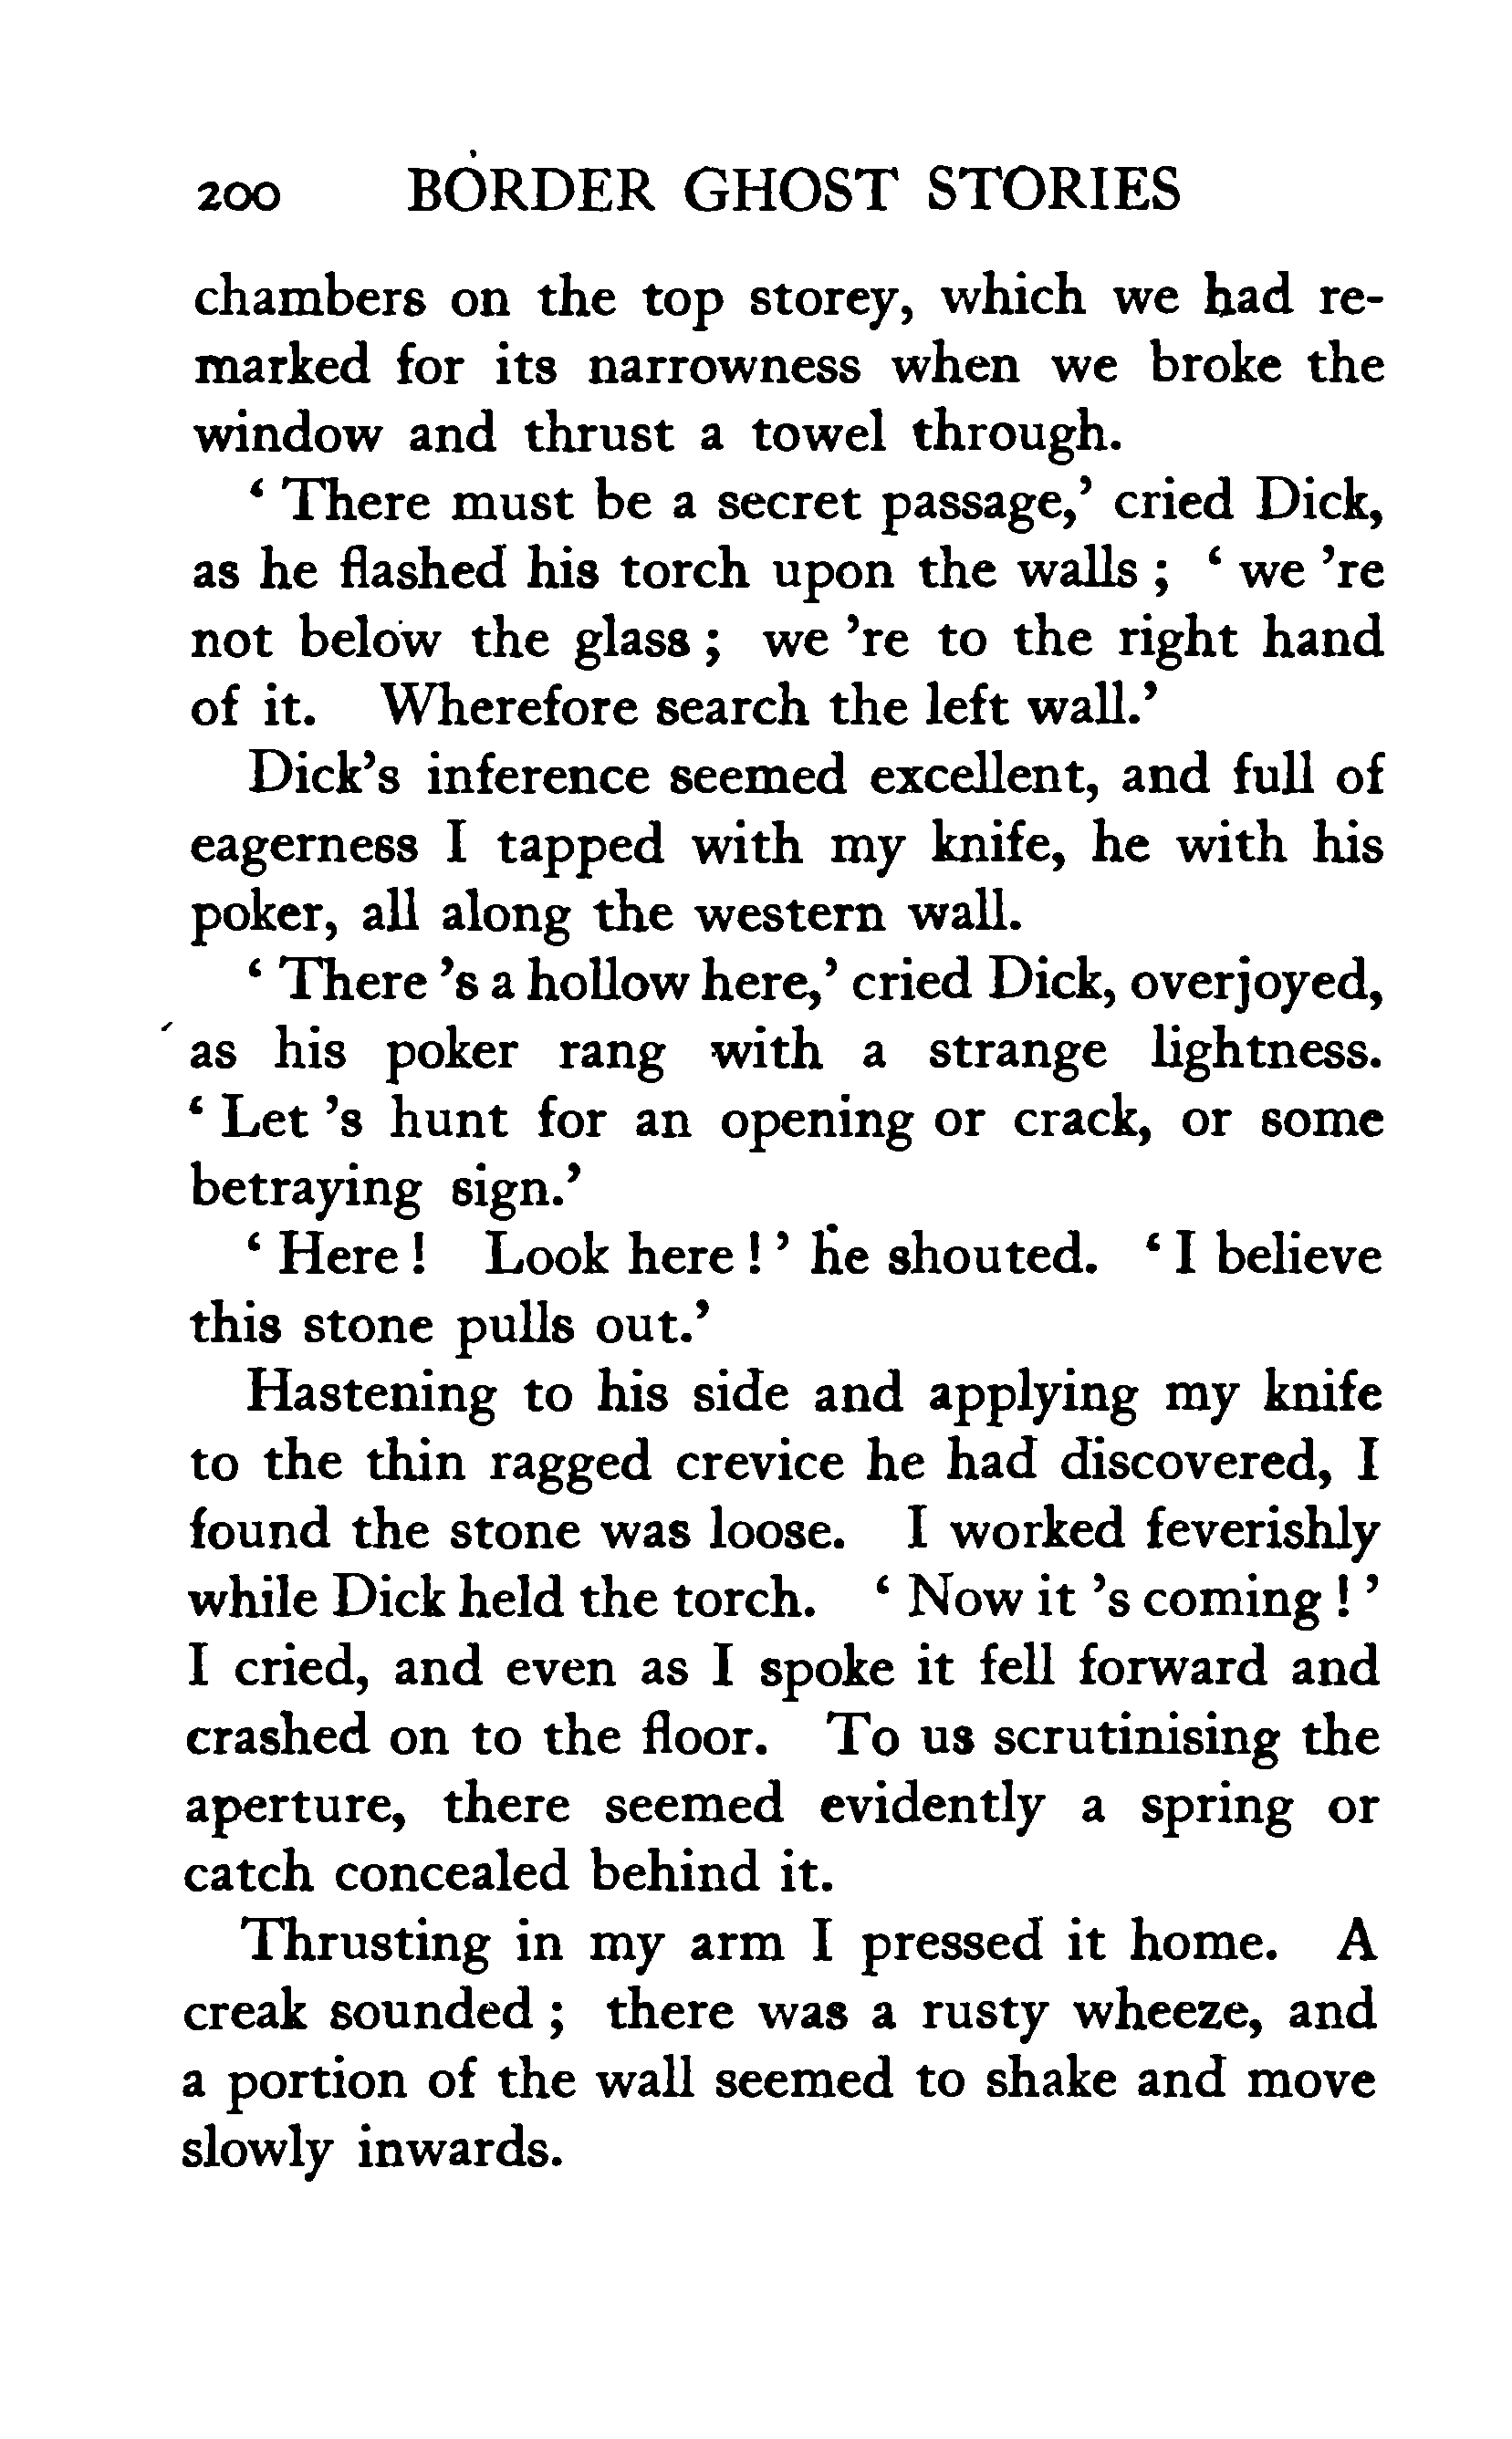 200 BORDER GHOST STORIES
chambers on the top storey, which we had re-
marked for its narrowness when we broke the
window and thrust a towel through.
‘ There must be a secret passage,’ cried Dick,
as he flashed his torch upon the walls ; ‘ we ’re
not below the glass ; we ’re to the right hand
of it. Wherefore search the left wall.’
Dick’s inference seemed excellent, and full of
eagerness I tapped with my knife, he with his
poker, all along the western wall.
‘ There ’s a hollow here,’ cried Dick, overjoyed,
as his poker rang with a strange lightness.
‘ Let ’s hunt for an opening or crack, or some
betraying sign.’
‘ Here ! Look here ! ’ he shouted. ‘ I believe
this stone pulls out.’
Hastening to his side and applying my knife
to the thin ragged crevice he had discovered, I
found the stone was loose. I worked feverishly
while Dick held the torch. ‘ Now it ’s coming ! ’
I cried, and even as I spoke it fell forward and
crashed on to the floor. To us scrutinising the
aperture, there seemed evidently a spring or
catch concealed behind it.
Thrusting in my arm I pressed it home. A
creak sounded ; there was a rusty wheeze, and
a portion of the wall seemed to shake and move
slowly inwards.